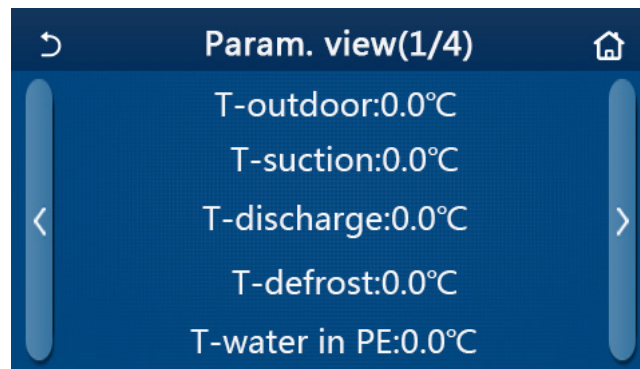 Param. view(1/4)
T-outdoor:0.0℃
T-suction:0.0℃
T-discharge:0.0℃
T-defrost:0.0℃
T-water in PE:0.0℃